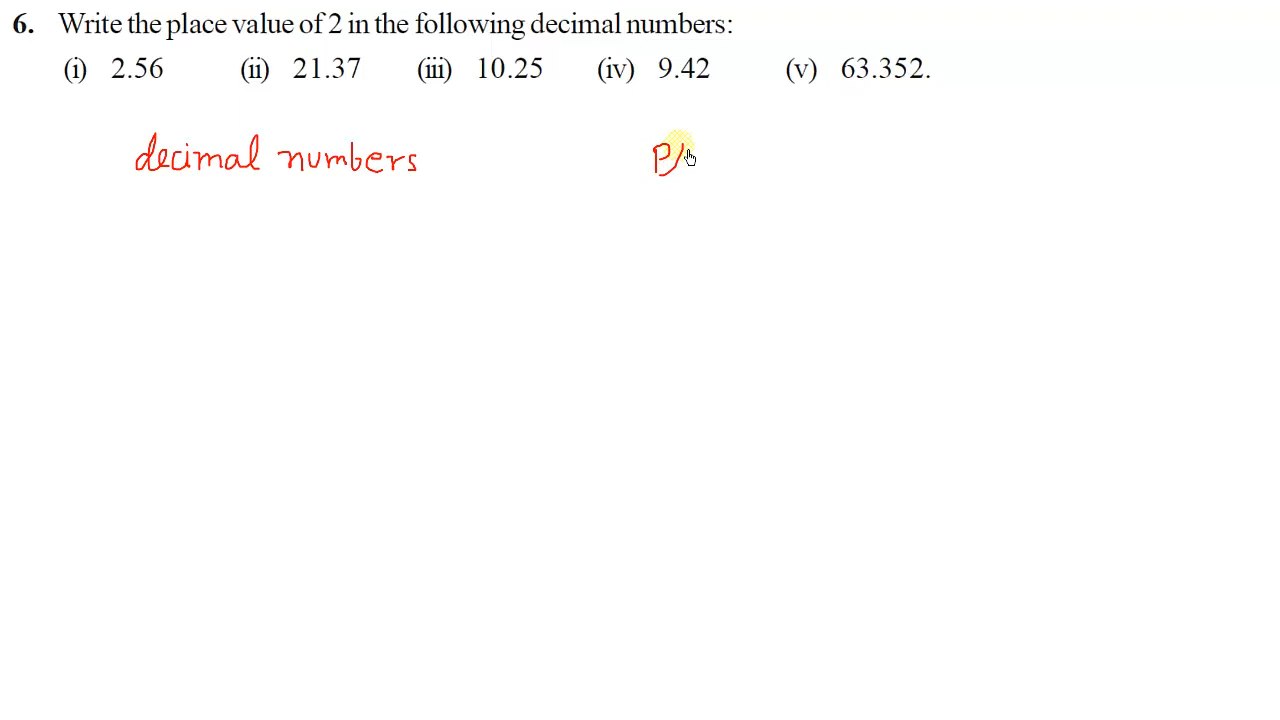 6. Write the place value of 2 in the following decimal numbers:
(i) 2.56 (ii) 21.37 (iii) 10.25 (iv) 9.42 (v) 63.352.
decimal numbers Pl